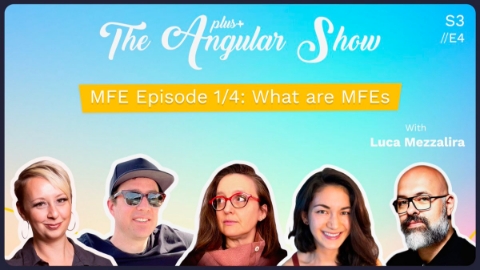 plus+
The Angular Show
S3
//E4
MFE Episode 1/4: What are MFEs
With
Luca Mezzalira